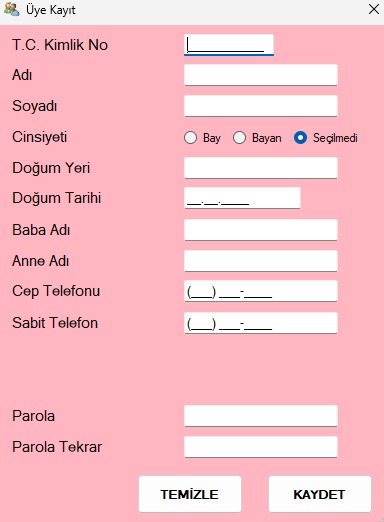 Üye Kayıt
T.C. Kimlik No ___________
Adı
Soyadı
Cinsiyeti Bay Bayan Seçilmedi
Doğum Yeri
Doğum Tarihi __.__.____
Baba Adı
Anne Adı
Cep Telefonu (___) ___-____
Sabit Telefon (___) ___-____
Parola
Parola Tekrar
TEMİZLE KAYDET